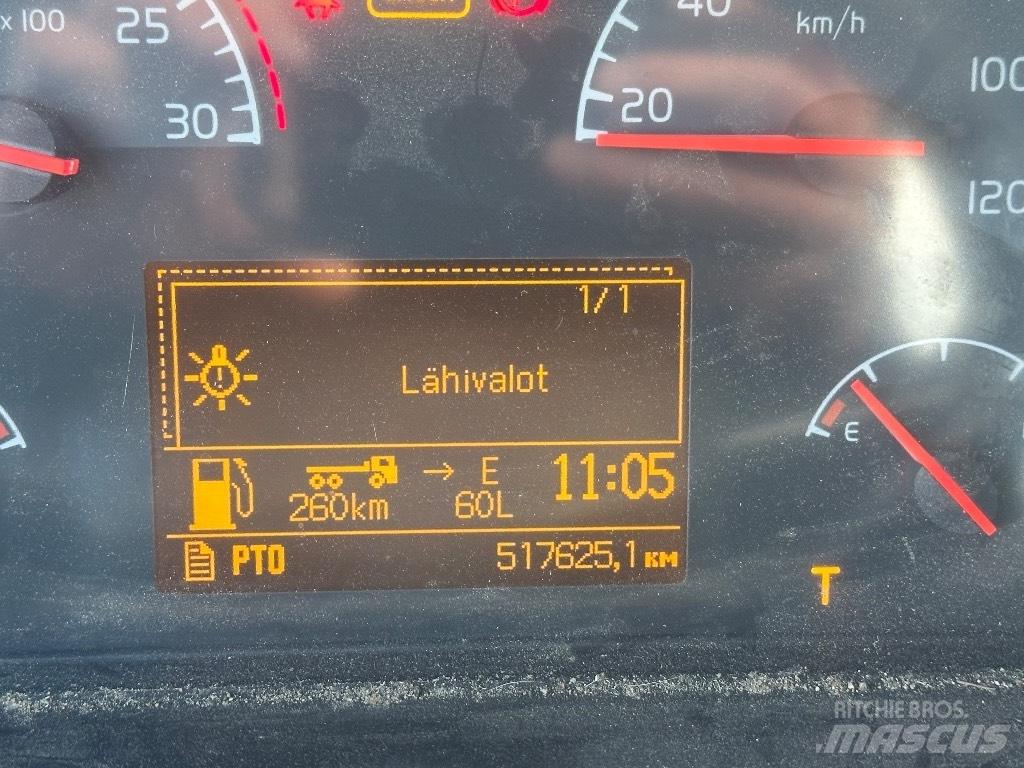 x 100
25
30
40
km/h
20
100
120
1/1
Lähivalot
E
260km
→ E
60L
11:05
PTO
517625,1 KM
T
RITCHIE BROS.
MASCUS